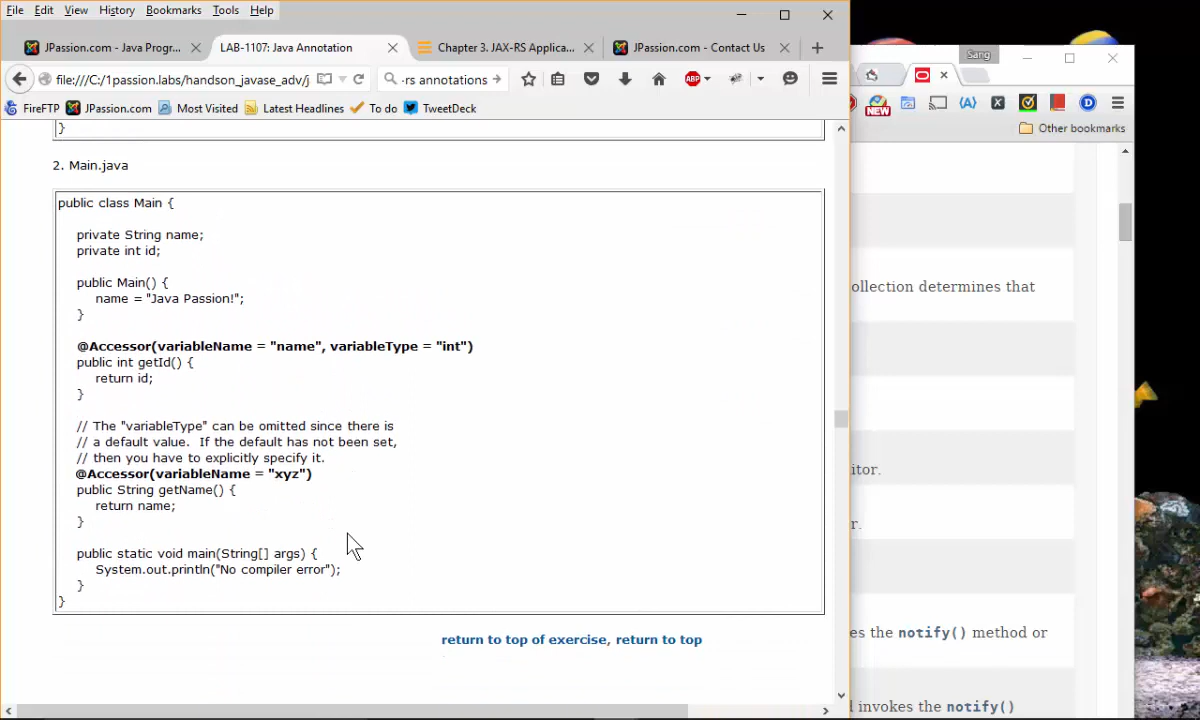 File Edit View History Bookmarks Tools Help
JPassion.com - Java Progr...
LAB-1107: Java Annotation
Chapter 3. JAX-RS Applica...
JPassion.com - Contact Us
Sang
file:///C:/1passion.labs/handson_javase_adv/j
-rs annotations
ABP
NEW
FireFTP JPassion.com Most Visited Latest Headlines To do TweetDeck
Other bookmarks
}
2. Main.java
public class Main {
private String name;
private int id;
public Main() {
name = "Java Passion!";
}
@Accessor(variableName = "name", variableType = "int")
public int getId() {
return id;
}
// The "variableType" can be omitted since there is
// a default value.  If the default has not been set,
// then you have to explicitly specify it.
@Accessor(variableName = "xyz")
public String getName() {
return name;
}
public static void main(String[] args) {
System.out.println("No compiler error");
}
}
return to top of exercise, return to top
ollection determines that
itor.
r.
es the notify() method or
invokes the notify()